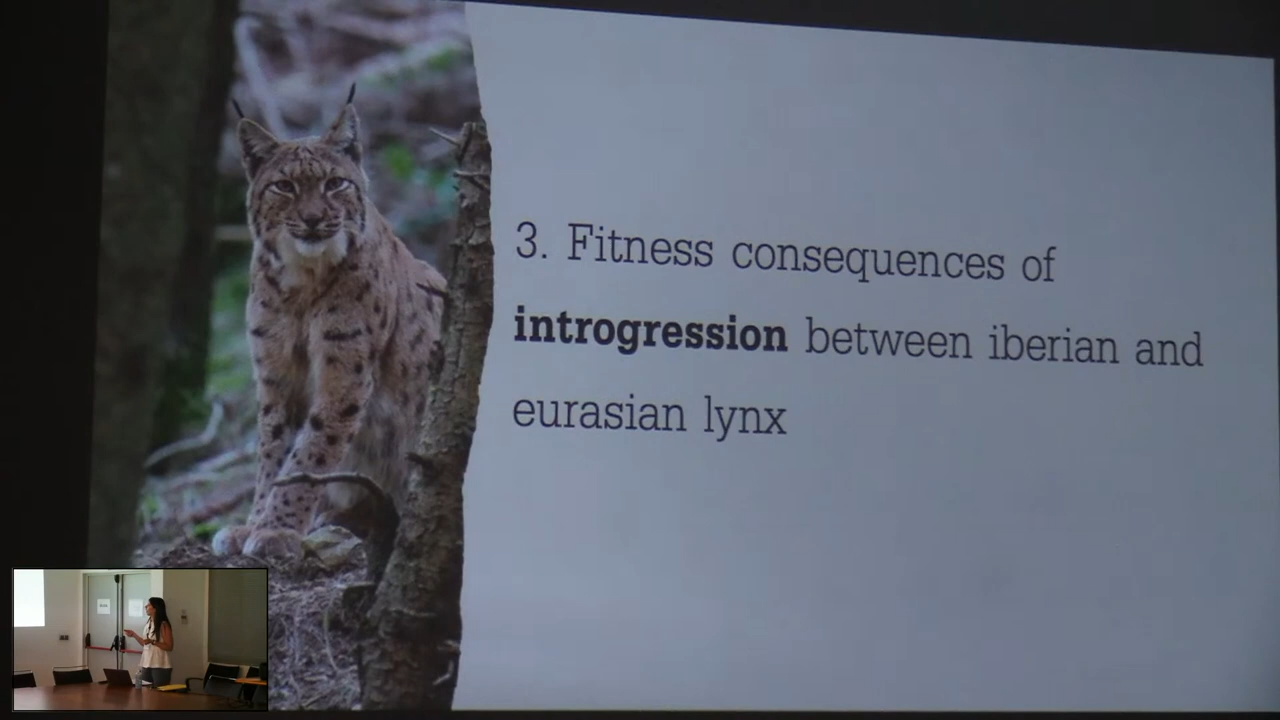 3. Fitness consequences of
introgression between iberian and
eurasian lynx